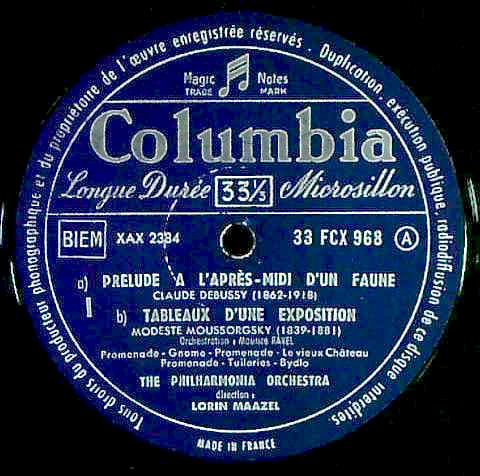 Tous droits du producteur phonographique et du propriétaire de l'œuvre enregistrée réservés. - Duplication, exécution publique, radiodiffusion de ce disque interdites.
Magic Notes
TRADE MARK
Columbia
Longue Durée 33⅓ Microsillon
BIEM XAX 2384 33 FCX 968 A
a) PRELUDE A L'APRÈS-MIDI D'UN FAUNE
CLAUDE DEBUSSY (1862-1918)
b) TABLEAUX D'UNE EXPOSITION
MODESTE MOUSSORGSKY (1839-1881)
Orchestration : Maurice RAVEL
Promenade - Gnome - Promenade - Le vieux Château
Promenade - Tuileries - Bydlo
THE PHILHARMONIA ORCHESTRA
direction :
LORIN MAAZEL
MADE IN FRANCE